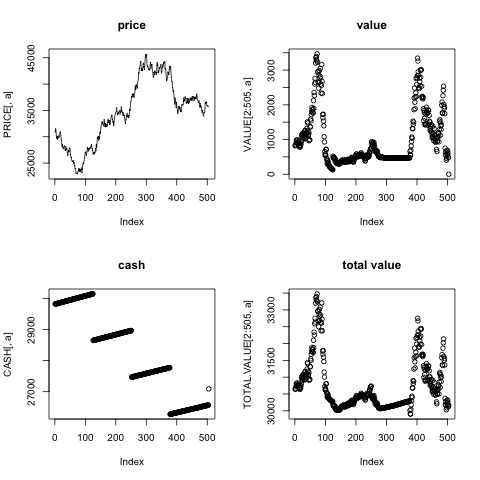 price
PRICE[, a]
45000
35000
25000
0 100 200 300 400 500
Index
value
VALUE[2:505, a]
3000
2000
1000
0
0 100 200 300 400 500
Index
cash
CASH[, a]
29000
27000
0 100 200 300 400 500
Index
total value
TOTAL.VALUE[2:505, a]
33000
31500
30000
0 100 200 300 400 500
Index